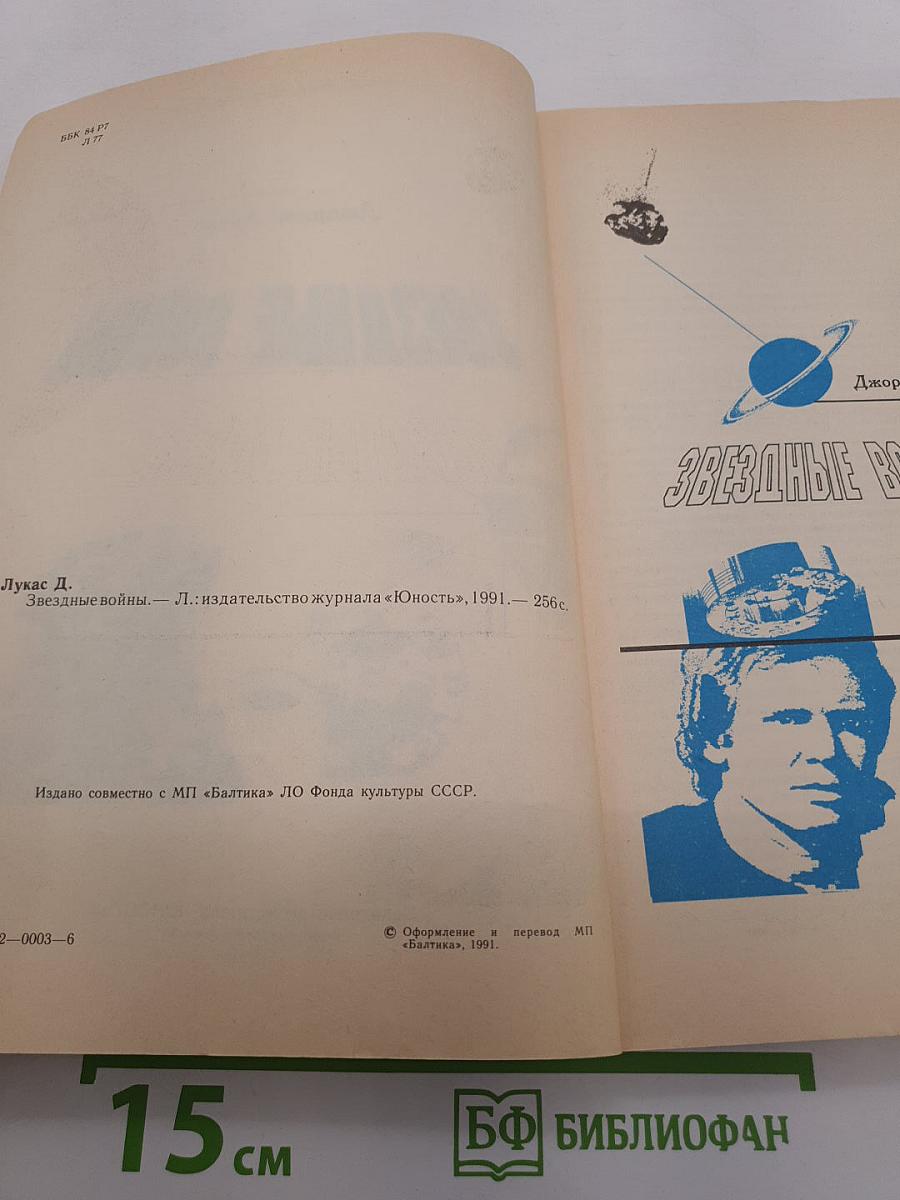 ББК 84 Р7
Л 77
Лукас Д.
Звездные войны.— Л.: издательство журнала «Юность», 1991.— 256 с.
Издано совместно с МП «Балтика» ЛО Фонда культуры СССР.
2—0003—6
© Оформление и перевод МП
«Балтика», 1991.
Джор
ЗВЕЗДНЫЕ ВО
15 см
БФ БИБЛИОФАН